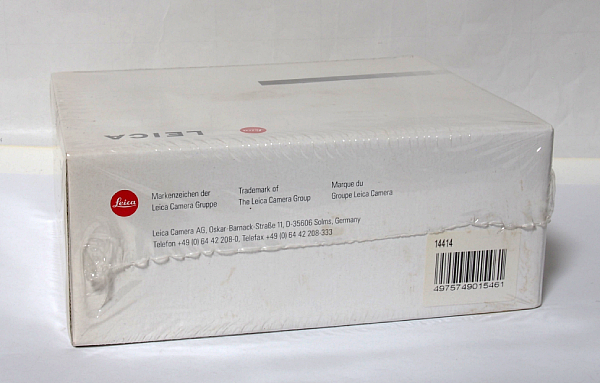 LEICA
Leica
Leica
Markenzeichen der
Leica Camera Gruppe
Trademark of
The Leica Camera Group
Marque du
Groupe Leica Camera
Leica Camera AG, Oskar-Barnack-Straße 11, D-35606 Solms, Germany
Telefon +49 (0) 64 42 208-0, Telefax +49 (0) 64 42 208-333
14414
4975749015461